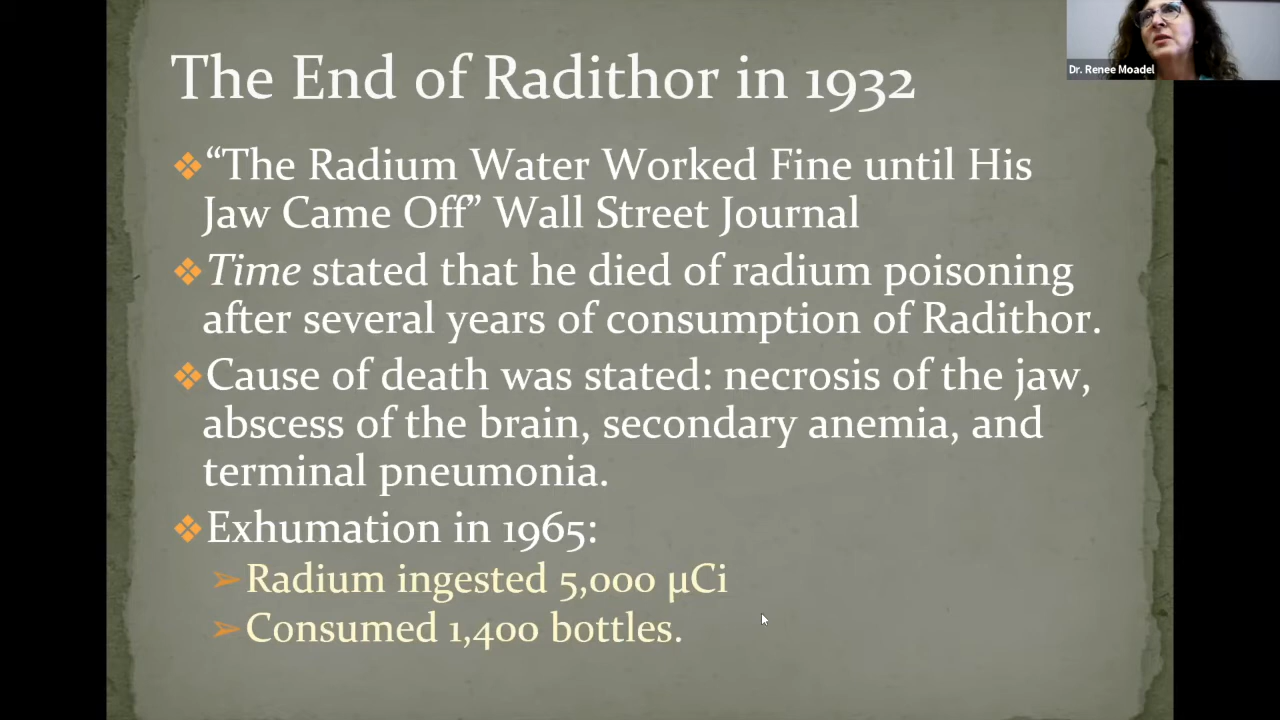 Dr. Renee Moadel
The End of Radithor in 1932
❖“The Radium Water Worked Fine until His
Jaw Came Off” Wall Street Journal
❖Time stated that he died of radium poisoning
after several years of consumption of Radithor.
❖Cause of death was stated: necrosis of the jaw,
abscess of the brain, secondary anemia, and
terminal pneumonia.
❖Exhumation in 1965:
➢Radium ingested 5,000 µCi
➢Consumed 1,400 bottles.